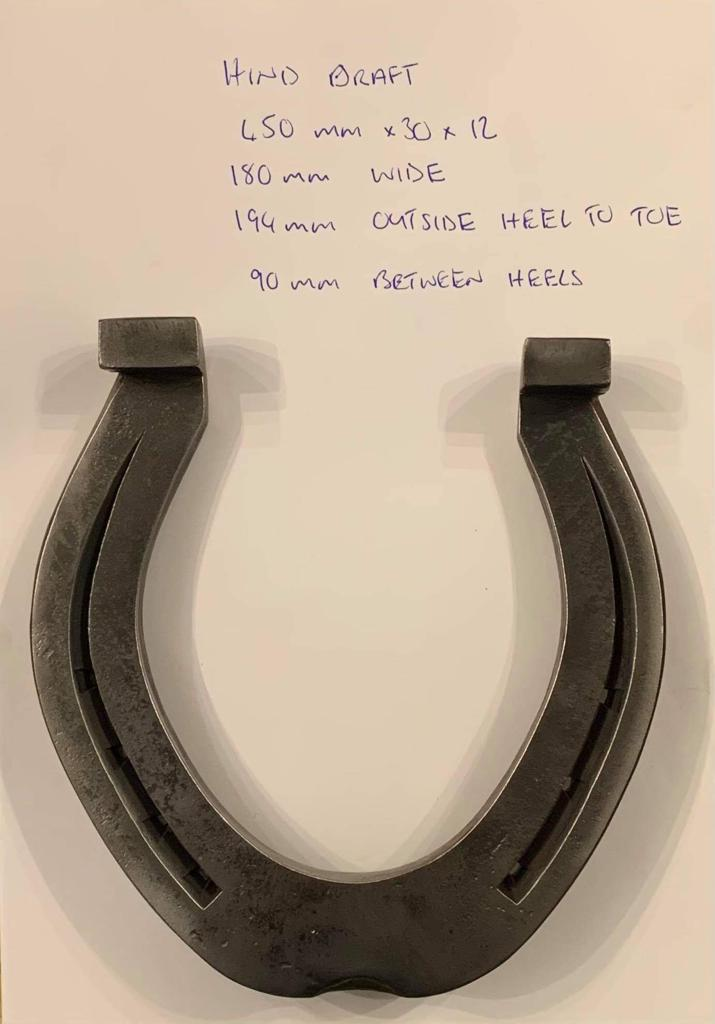 HIND DRAFT
450 mm x 30 x 12
180 mm WIDE
194 mm OUTSIDE HEEL TO TOE
90 mm BETWEEN HEELS